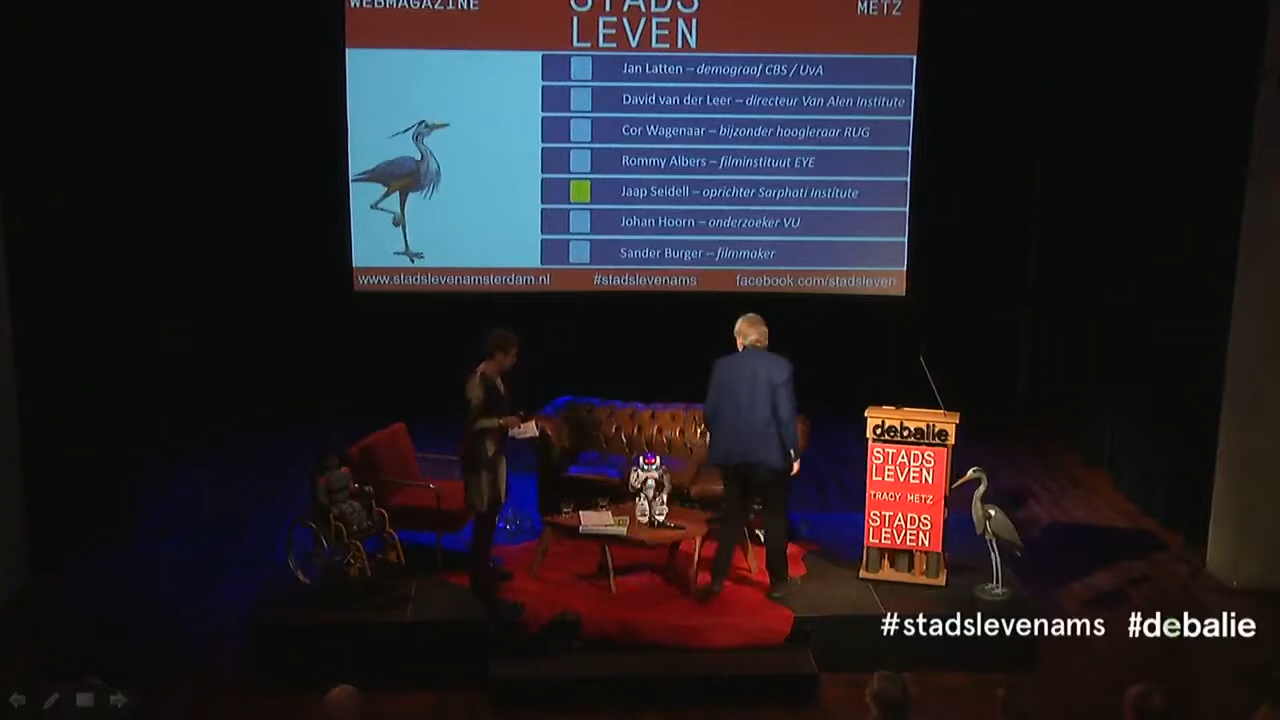 WEBMAGAZINE
STADS
LEVEN
METZ
Jan Latten – demograaf CBS / UvA
David van der Leer – directeur Van Alen Institute
Cor Wagenaar – bijzonder hoogleraar RUG
Rommy Albers – filminstituut EYE
Jaap Seidell – oprichter Sarphati Institute
Johan Hoorn – onderzoeker VU
Sander Burger – filmmaker
www.stadslevenamsterdam.nl #stadslevenams facebook.com/stadsleven
debalie
STADS
LEVEN
TRACY METZ
STADS
LEVEN
#stadslevenams #debalie